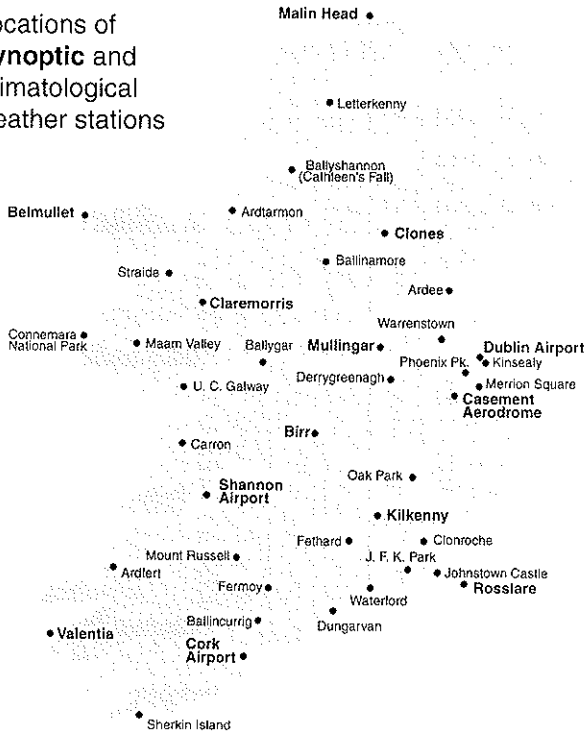 ocations of
ynoptic and
imatological
eather stations
Malin Head
Letterkenny
Ballyshannon
(Cathleen's Fall)
Belmullet
Ardtarmon
Clones
Straide
Ballinamore
Claremorris
Ardee
Warrenstown
Connemara
National Park
Maam Valley
Ballygar
Mullingar
Dublin Airport
Phoenix Pk.
Kinsealy
U. C. Galway
Derrygreenagh
Merrion Square
Casement
Aerodrome
Birr
Carron
Oak Park
Shannon
Airport
Kilkenny
Fethard
Clonroche
Mount Russell
J. F. K. Park
Ardfert
Johnstown Castle
Fermoy
Rosslare
Waterford
Ballincurrig
Dungarvan
Valentia
Cork
Airport
Sherkin Island